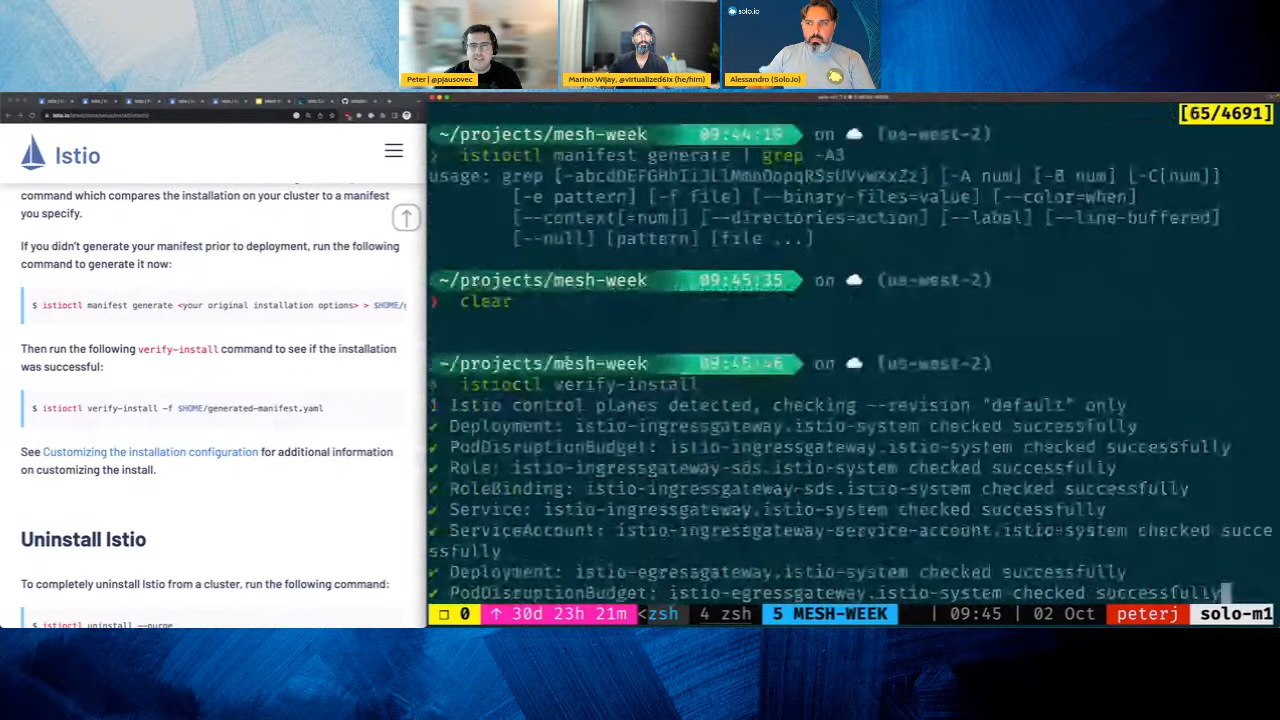 solo.io
Peter | @pjausovec
Marino Wijay, @virtualized6ix (he/him)
Alessandro (Solo.io)
Istio
command which compares the installation on your cluster to a manifest
you specify.
If you didn't generate your manifest prior to deployment, run the following
command to generate it now:
$ istioctl manifest generate <your original installation options> > $HOME/g
Then run the following verify-install command to see if the installation
was successful:
$ istioctl verify-install -f $HOME/generated-manifest.yaml
See Customizing the installation configuration for additional information
on customizing the install.
Uninstall Istio
To completely uninstall Istio from a cluster, run the following command:
$ istioctl uninstall --purge
[65/4691]
~/projects/mesh-week 09:44:19 on (us-west-2)
istioctl manifest generate | grep -A3
usage: grep [-A num] [-B num] [-C[num]]
[-e pattern] [-f file] [--binary-files=value] [--color=when]
[--context[=num]] [--directories=action] [--label] [--line-buffered]
[--null] [pattern] [file ...]
~/projects/mesh-week 09:45:35 on (us-west-2)
clear
~/projects/mesh-week 09:45:46 on (us-west-2)
istioctl verify-install
1 Istio control planes detected, checking --revision "default" only
✔ Deployment: istio-ingressgateway.istio-system checked successfully
✔ PodDisruptionBudget: istio-ingressgateway.istio-system checked successfully
✔ Role: istio-ingressgateway-sds.istio-system checked successfully
✔ RoleBinding: istio-ingressgateway-sds.istio-system checked successfully
✔ Service: istio-ingressgateway.istio-system checked successfully
✔ ServiceAccount: istio-ingressgateway-service-account.istio-system checked succe
ssfully
✔ Deployment: istio-egressgateway.istio-system checked successfully
✔ PodDisruptionBudget: istio-egressgateway.istio-system checked successfully
0 ↑ 30d 23h 21m <zsh 4 zsh 5 MESH-WEEK | 09:45 | 02 Oct peterj solo-m1